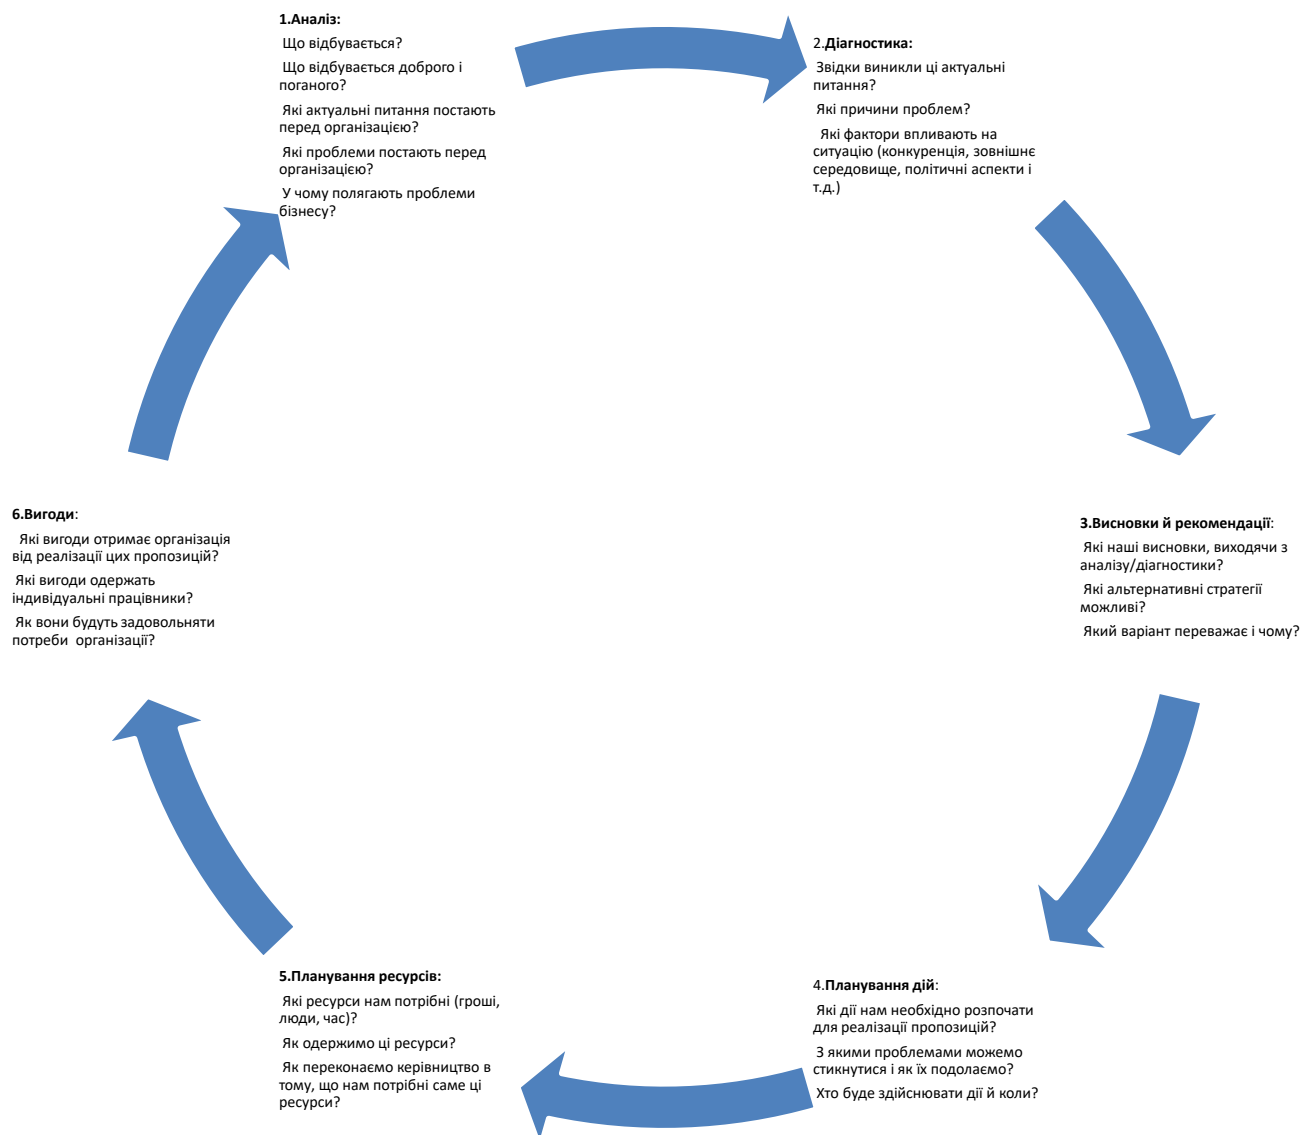 1.Аналіз:
Що відбувається?
Що відбувається доброго і
поганого?
Які актуальні питання постають
перед організацією?
Які проблеми постають перед
організацією?
У чому полягають проблеми
бізнесу?
2.Діагностика:
Звідки виникли ці актуальні
питання?
Які причини проблем?
Які фактори впливають на
ситуацію (конкуренція, зовнішнє
середовище, політичні аспекти і
т.д.)
3.Висновки й рекомендації:
Які наші висновки, виходячи з
аналізу/діагностики?
Які альтернативні стратегії
можливі?
Який варіант переважає і чому?
4.Планування дій:
Які дії нам необхідно розпочати
для реалізації пропозицій?
З якими проблемами можемо
стикнутися і як їх подолаємо?
Хто буде здійснювати дії й коли?
5.Планування ресурсів:
Які ресурси нам потрібні (гроші,
люди, час)?
Як одержимо ці ресурси?
Як переконаємо керівництво в
тому, що нам потрібні саме ці
ресурси?
6.Вигоди:
Які вигоди отримає організація
від реалізації цих пропозицій?
Які вигоди одержать
індивідуальні працівники?
Як вони будуть задовольняти
потреби організації?